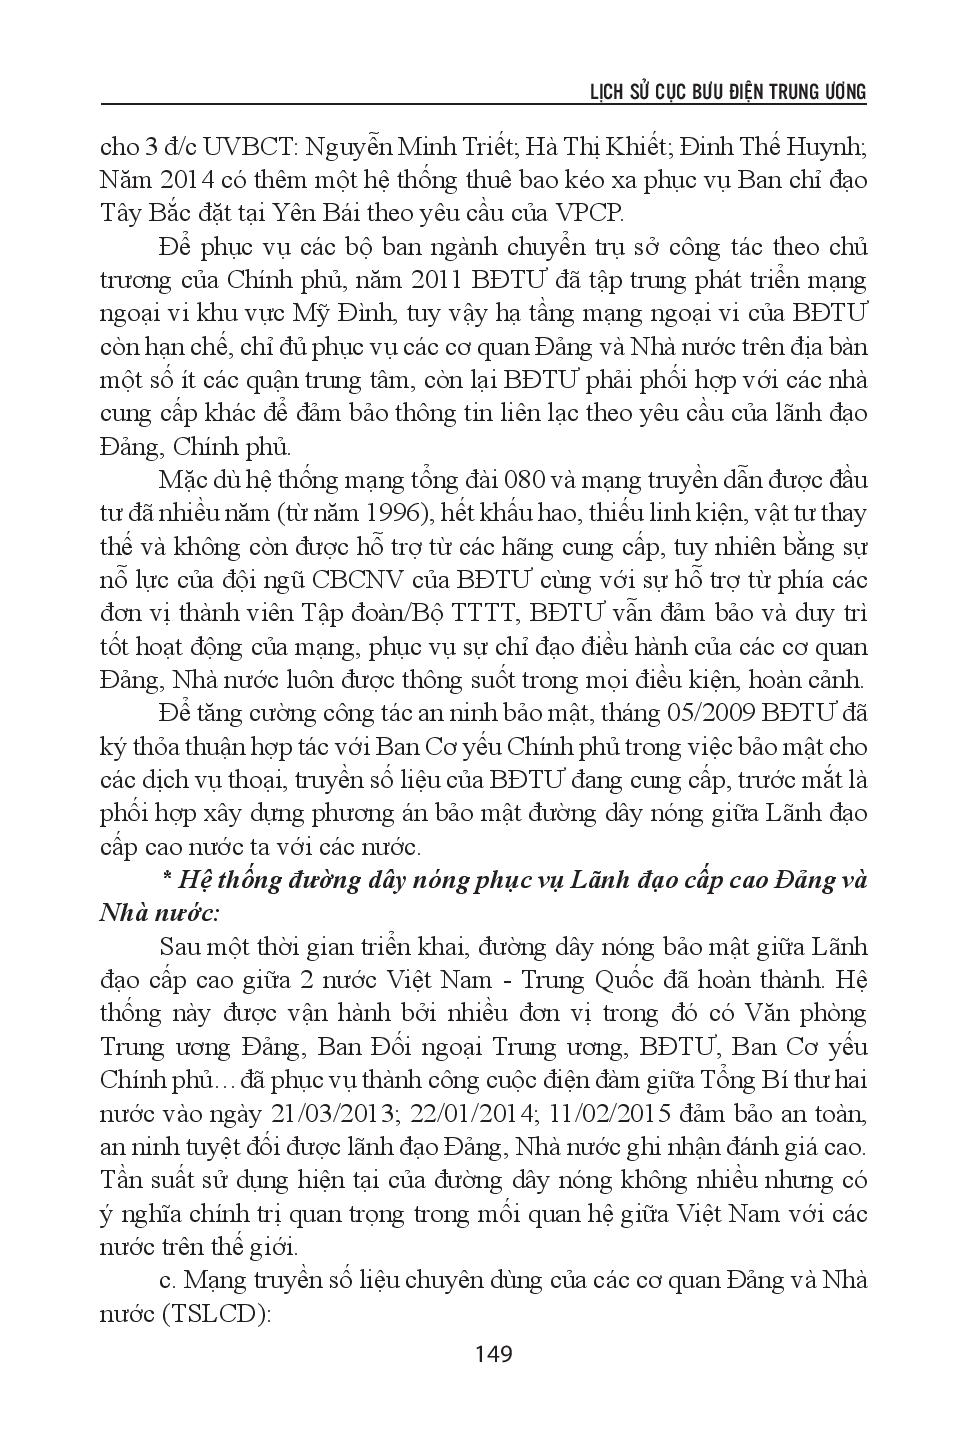 LỊCH SỬ CỤC BƯU ĐIỆN TRUNG ƯƠNG
cho 3 đ/c UVBCT: Nguyễn Minh Triết; Hà Thị Khiết; Đinh Thế Huynh;
Năm 2014 có thêm một hệ thống thuê bao kéo xa phục vụ Ban chỉ đạo
Tây Bắc đặt tại Yên Bái theo yêu cầu của VPCP.
Để phục vụ các bộ ban ngành chuyển trụ sở công tác theo chủ
trương của Chính phủ, năm 2011 BĐTƯ đã tập trung phát triển mạng
ngoại vi khu vực Mỹ Đình, tuy vậy hạ tầng mạng ngoại vi của BĐTƯ
còn hạn chế, chỉ đủ phục vụ các cơ quan Đảng và Nhà nước trên địa bàn
một số ít các quận trung tâm, còn lại BĐTƯ phải phối hợp với các nhà
cung cấp khác để đảm bảo thông tin liên lạc theo yêu cầu của lãnh đạo
Đảng, Chính phủ.
Mặc dù hệ thống mạng tổng đài 080 và mạng truyền dẫn được đầu
tư đã nhiều năm (từ năm 1996), hết khấu hao, thiếu linh kiện, vật tư thay
thế và không còn được hỗ trợ từ các hãng cung cấp, tuy nhiên bằng sự
nỗ lực của đội ngũ CBCNV của BĐTƯ cùng với sự hỗ trợ từ phía các
đơn vị thành viên Tập đoàn/Bộ TTTT, BĐTƯ vẫn đảm bảo và duy trì
tốt hoạt động của mạng, phục vụ sự chỉ đạo điều hành của các cơ quan
Đảng, Nhà nước luôn được thông suốt trong mọi điều kiện, hoàn cảnh.
Để tăng cường công tác an ninh bảo mật, tháng 05/2009 BĐTƯ đã
ký thỏa thuận hợp tác với Ban Cơ yếu Chính phủ trong việc bảo mật cho
các dịch vụ thoại, truyền số liệu của BĐTƯ đang cung cấp, trước mắt là
phối hợp xây dựng phương án bảo mật đường dây nóng giữa Lãnh đạo
cấp cao nước ta với các nước.
* Hệ thống đường dây nóng phục vụ Lãnh đạo cấp cao Đảng và
Nhà nước:
Sau một thời gian triển khai, đường dây nóng bảo mật giữa Lãnh
đạo cấp cao giữa 2 nước Việt Nam - Trung Quốc đã hoàn thành. Hệ
thống này được vận hành bởi nhiều đơn vị trong đó có Văn phòng
Trung ương Đảng, Ban Đối ngoại Trung ương, BĐTƯ, Ban Cơ yếu
Chính phủ… đã phục vụ thành công cuộc điện đàm giữa Tổng Bí thư hai
nước vào ngày 21/03/2013; 22/01/2014; 11/02/2015 đảm bảo an toàn,
an ninh tuyệt đối được lãnh đạo Đảng, Nhà nước ghi nhận đánh giá cao.
Tần suất sử dụng hiện tại của đường dây nóng không nhiều nhưng có
ý nghĩa chính trị quan trọng trong mối quan hệ giữa Việt Nam với các
nước trên thế giới.
c. Mạng truyền số liệu chuyên dùng của các cơ quan Đảng và Nhà
nước (TSLCD):
149